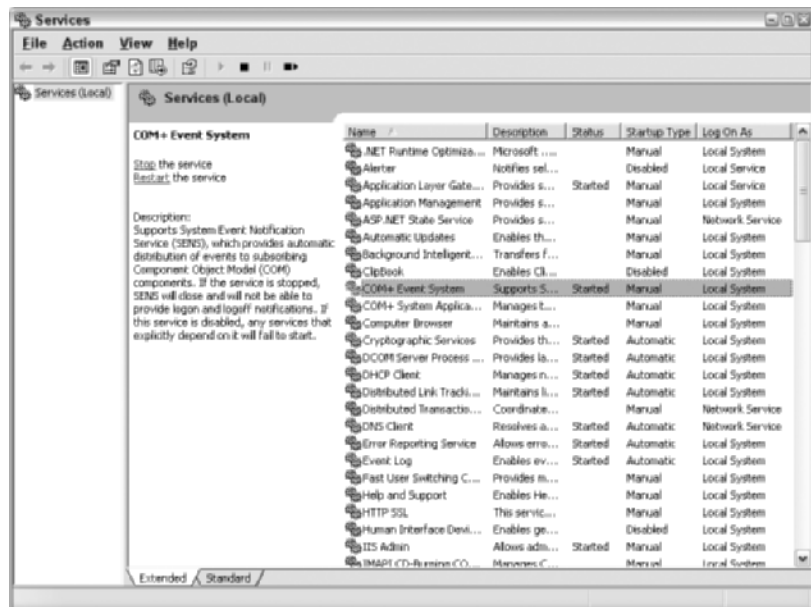 Services
File Action View Help
Services (Local)
Services (Local)
COM+ Event System
Stop the service
Restart the service
Description:
Supports System Event Notification
Service (SENS), which provides automatic
distribution of events to subscribing
Component Object Model (COM)
components. If the service is stopped,
SENS will close and will not be able to
provide logon and logoff notifications. If
this service is disabled, any services that
explicitly depend on it will fail to start.
Name Description Status Startup Type Log On As
.NET Runtime Optimiza... Microsoft .... Manual Local System
Alerter Notifies sel... Disabled Local Service
Application Layer Gate... Provides s... Started Manual Local Service
Application Management Provides s... Manual Local System
ASP.NET State Service Provides s... Manual Network Service
Automatic Updates Enables th... Manual Local System
Background Intelligent... Transfers f... Manual Local System
ClipBook Enables Cli... Disabled Local System
COM+ Event System Supports S... Started Manual Local System
COM+ System Applica... Manages t... Manual Local System
Computer Browser Maintains a... Manual Local System
Cryptographic Services Provides th... Started Automatic Local System
DCOM Server Process ... Provides la... Started Automatic Local System
DHCP Client Manages n... Started Automatic Local System
Distributed Link Tracki... Maintains li... Started Automatic Local System
Distributed Transactio... Coordinate... Manual Network Service
DNS Client Resolves a... Started Automatic Network Service
Error Reporting Service Allows erro... Started Automatic Local System
Event Log Enables ev... Started Automatic Local System
Fast User Switching C... Provides m... Manual Local System
Help and Support Enables He... Manual Local System
HTTP SSL This servic... Manual Local System
Human Interface Devi... Enables ge... Disabled Local System
IIS Admin Allows adm... Started Manual Local System
IMAPI CD-Burning CO... Manages C... Manual Local System
Extended Standard